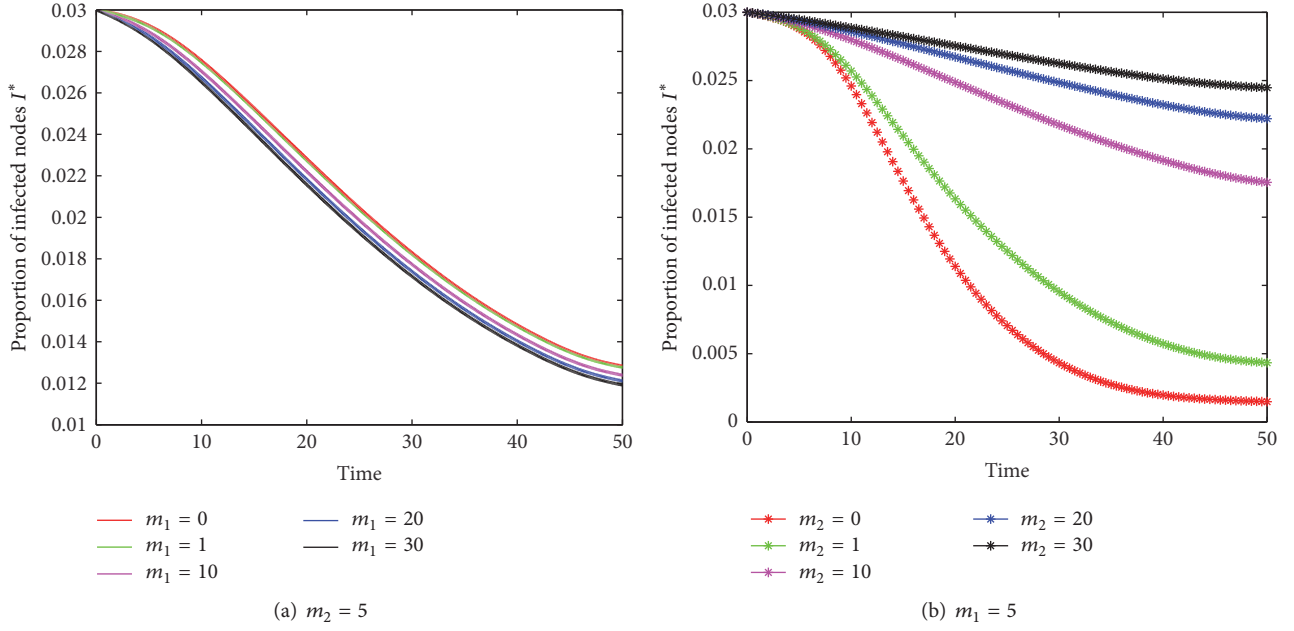 Proportion of infected nodes I*
0.03
0.028
0.026
0.024
0.022
0.02
0.018
0.016
0.014
0.012
0.01
0 10 20 30 40 50
Time
m₁ = 0
m₁ = 1
m₁ = 10
m₁ = 20
m₁ = 30
(a) m₂ = 5
Proportion of infected nodes I*
0.03
0.025
0.02
0.015
0.01
0.005
0
0 10 20 30 40 50
Time
m₂ = 0
m₂ = 1
m₂ = 10
m₂ = 20
m₂ = 30
(b) m₁ = 5